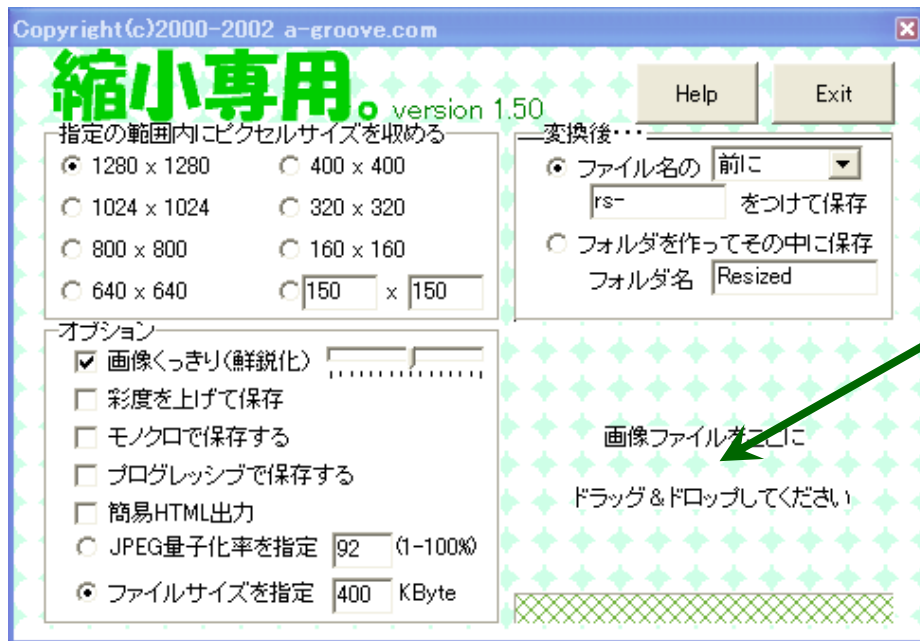 Copyright(c)2000-2002 a-groove.com
縮小専用。version 1.50
Help
Exit
指定の範囲内にピクセルサイズを収める
1280 x 1280
400 x 400
1024 x 1024
320 x 320
800 x 800
160 x 160
640 x 640
150 x 150
変換後･･･
ファイル名の 前に
rs- をつけて保存
フォルダを作ってその中に保存
フォルダ名 Resized
オプション
画像くっきり(鮮鋭化)
彩度を上げて保存
モノクロで保存する
プログレッシブで保存する
簡易HTML出力
JPEG量子化率を指定 92 (1-100%)
ファイルサイズを指定 400 KByte
画像ファイルをここに
ドラッグ＆ドロップしてください